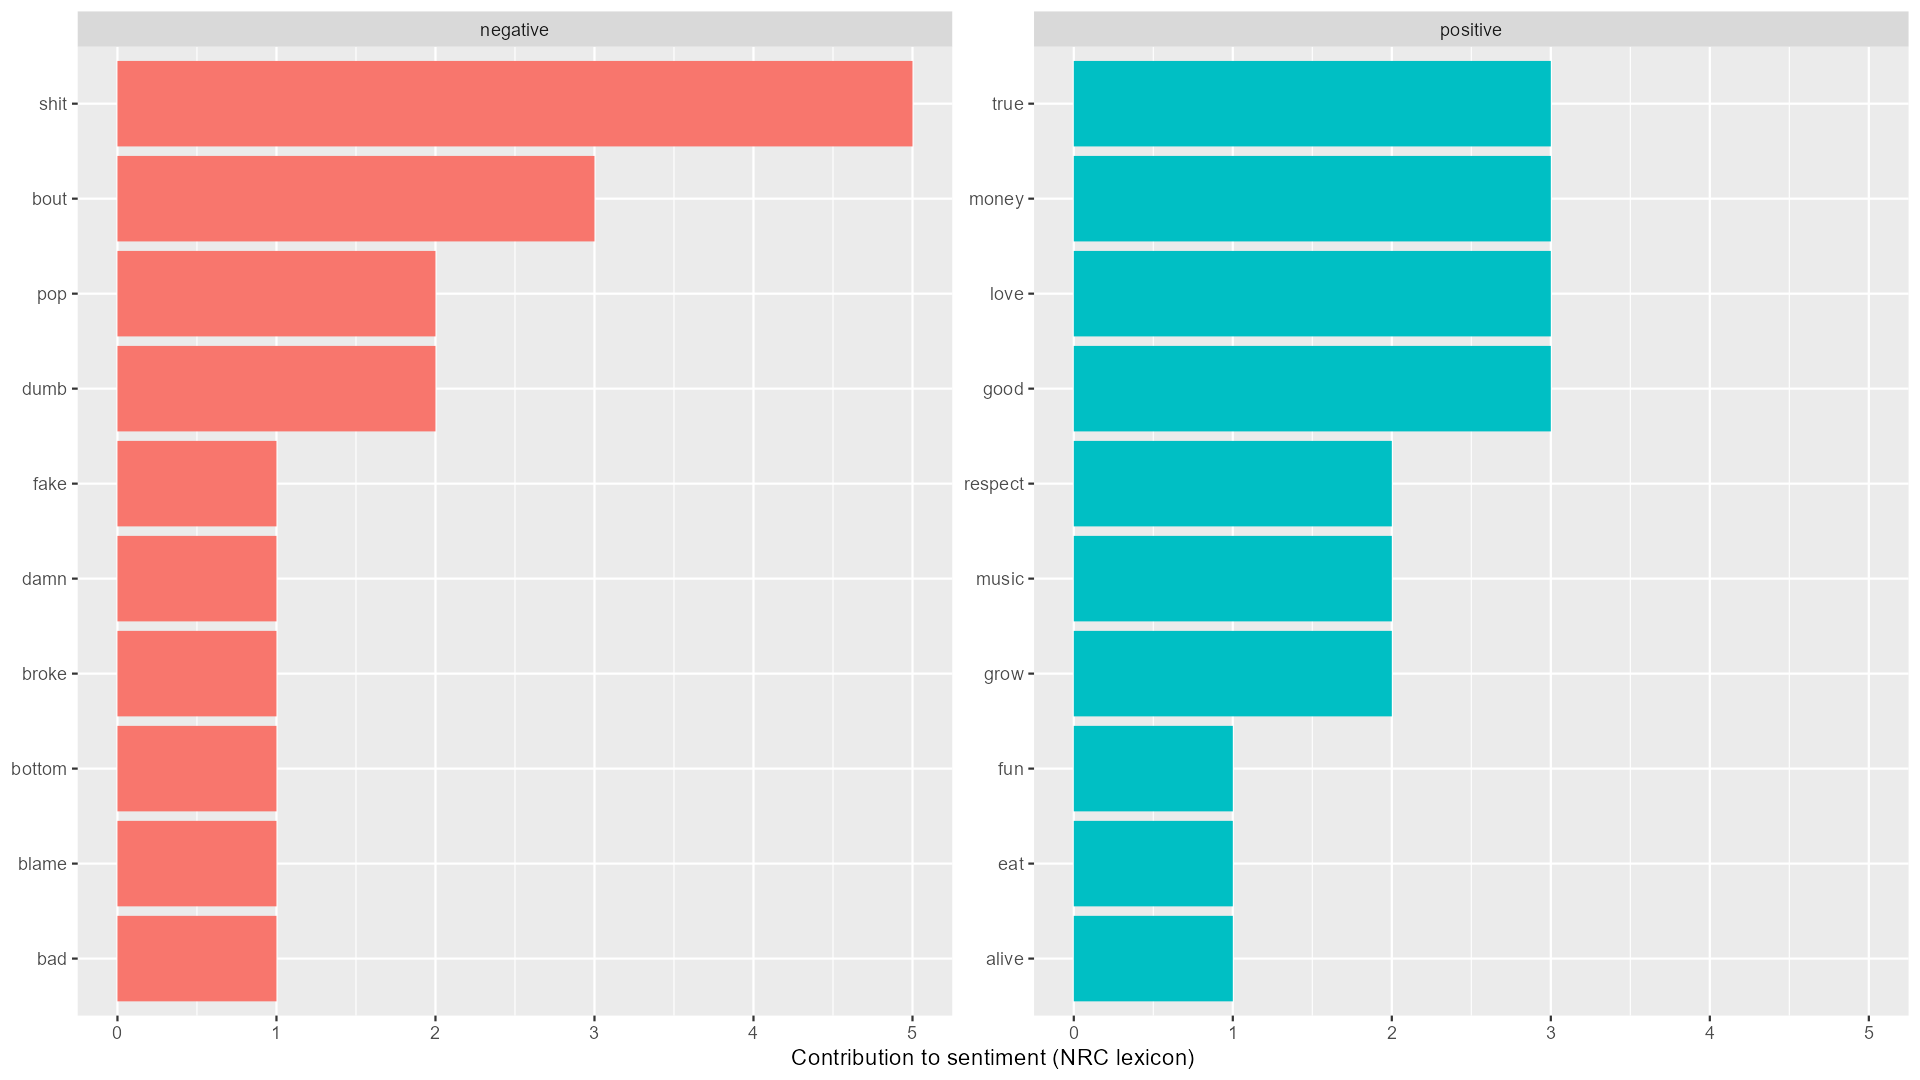 negative
shit
bout
pop
dumb
fake
damn
broke
bottom
blame
bad
0 1 2 3 4 5
positive
true
money
love
good
respect
music
grow
fun
eat
alive
0 1 2 3 4 5
Contribution to sentiment (NRC lexicon)